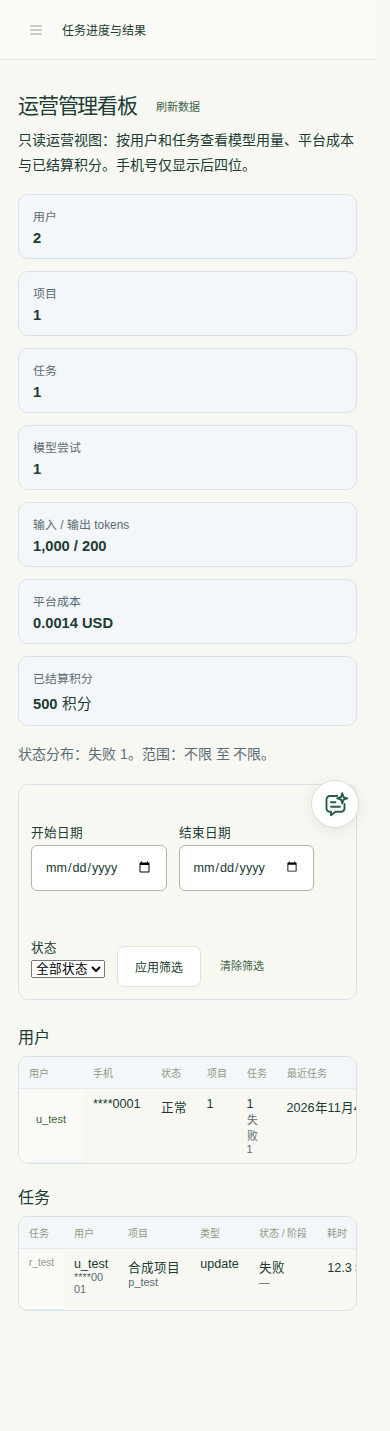 任务进度与结果
运营管理看板 刷新数据
只读运营视图：按用户和任务查看模型用量、平台成本
与已结算积分。手机号仅显示后四位。
用户
2
项目
1
任务
1
模型尝试
1
输入 / 输出 tokens
1,000 / 200
平台成本
0.0014 USD
已结算积分
500 积分
状态分布：失败 1。范围：不限 至 不限。
开始日期 结束日期
mm/dd/yyyy mm/dd/yyyy
状态
全部状态 应用筛选 清除筛选
用户
用户 手机 状态 项目 任务 最近任务
u_test ****0001 正常 1 1 2026年11月
失
败
1
任务
任务 用户 项目 类型 状态 / 阶段 耗时
r_test u_test 合成项目 update 失败 12.3
****00 p_test —
01